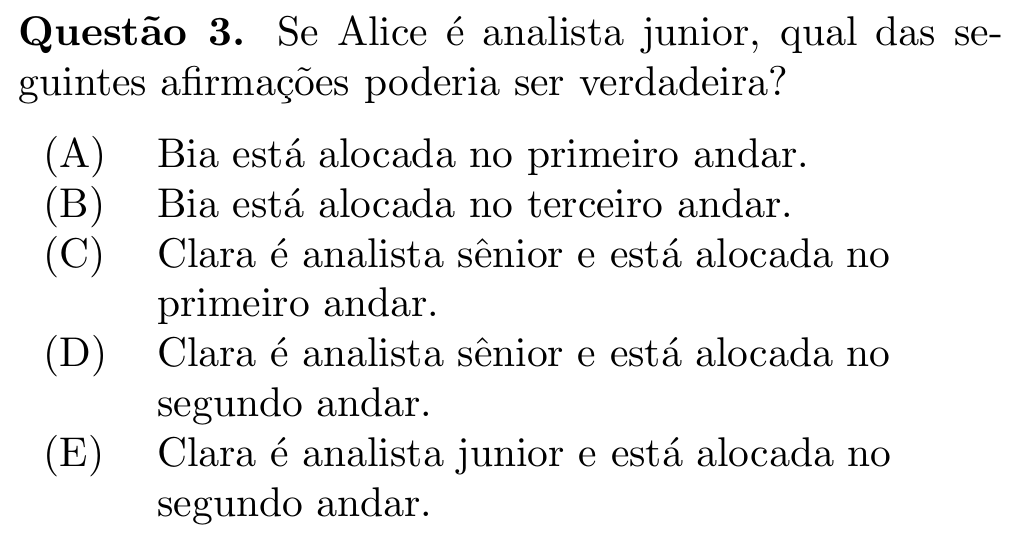 Questão 3. Se Alice é analista junior, qual das se-
guintes afirmações poderia ser verdadeira?
(A) Bia está alocada no primeiro andar.
(B) Bia está alocada no terceiro andar.
(C) Clara é analista sênior e está alocada no
primeiro andar.
(D) Clara é analista sênior e está alocada no
segundo andar.
(E) Clara é analista junior e está alocada no
segundo andar.